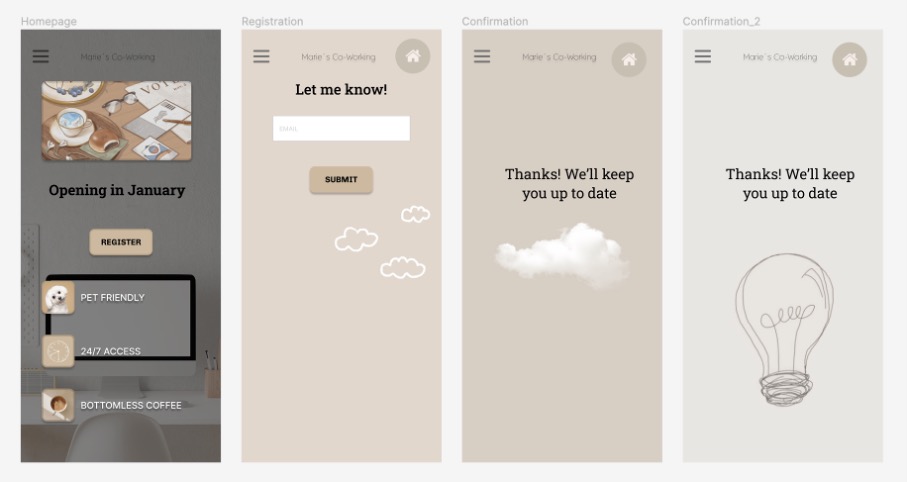 Homepage
Marie´s Co-working
VOTE
Opening in January
REGISTER
PET FRIENDLY
24/7 ACCESS
BOTTOMLESS COFFEE
Registration
Marie´s Co-working
Let me know!
EMAIL
SUBMIT
Confirmation
Marie´s Co-working
Thanks! We'll keep
you up to date
Confirmation_2
Marie´s Co-working
Thanks! We'll keep
you up to date